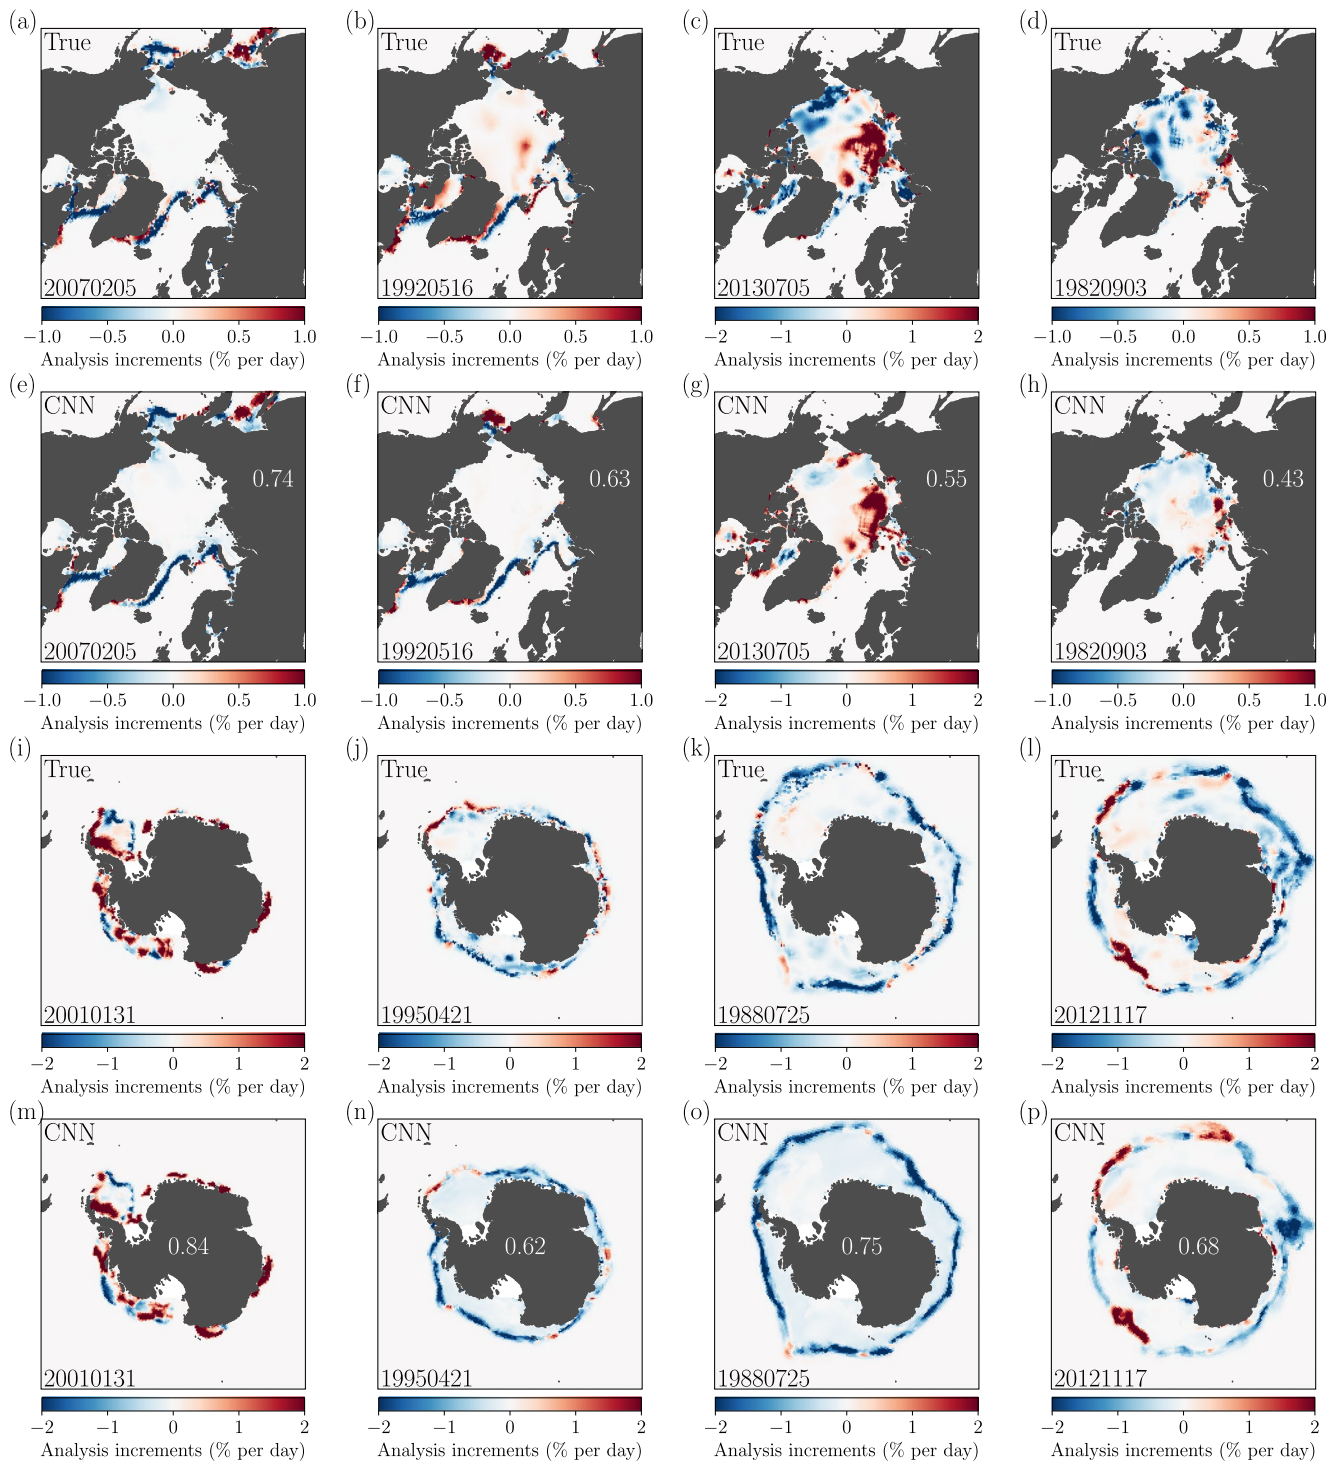 (a) (b) (c) (d)
True True True True
20070205 19920516 20130705 19820903
−1.0 −0.5 0.0 0.5 1.0 −1.0 −0.5 0.0 0.5 1.0 −2 −1 0 1 2 −1.0 −0.5 0.0 0.5 1.0
Analysis increments (% per day) Analysis increments (% per day) Analysis increments (% per day) Analysis increments (% per day)
(e) (f) (g) (h)
CNN CNN CNN CNN
0.74 0.63 0.55 0.43
20070205 19920516 20130705 19820903
−1.0 −0.5 0.0 0.5 1.0 −1.0 −0.5 0.0 0.5 1.0 −2 −1 0 1 2 −1.0 −0.5 0.0 0.5 1.0
Analysis increments (% per day) Analysis increments (% per day) Analysis increments (% per day) Analysis increments (% per day)
(i) (j) (k) (l)
True True True True
20010131 19950421 19880725 20121117
−2 −1 0 1 2 −2 −1 0 1 2 −2 −1 0 1 2 −2 −1 0 1 2
Analysis increments (% per day) Analysis increments (% per day) Analysis increments (% per day) Analysis increments (% per day)
(m) (n) (o) (p)
CNN CNN CNN CNN
0.84 0.62 0.75 0.68
20010131 19950421 19880725 20121117
−2 −1 0 1 2 −2 −1 0 1 2 −2 −1 0 1 2 −2 −1 0 1 2
Analysis increments (% per day) Analysis increments (% per day) Analysis increments (% per day) Analysis increments (% per day)